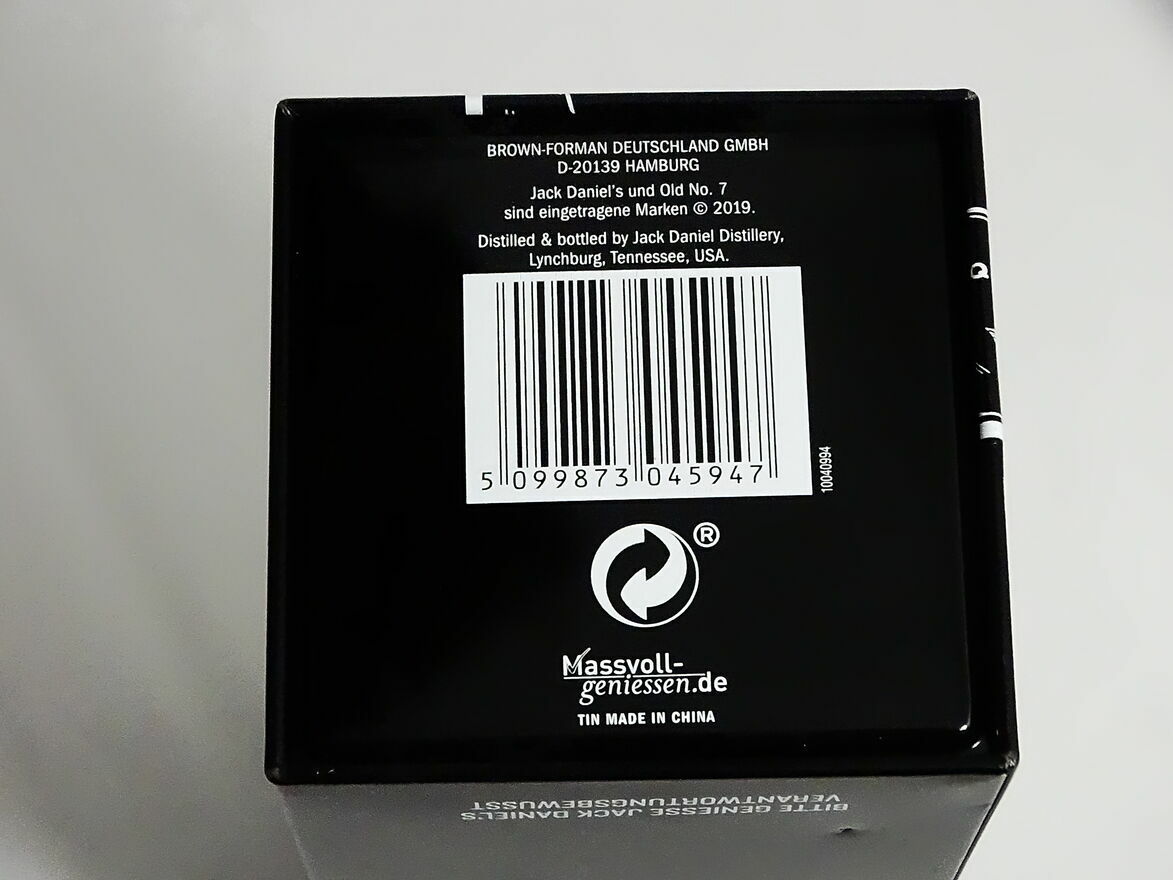 BROWN-FORMAN DEUTSCHLAND GMBH
D-20139 HAMBURG
Jack Daniel's und Old No. 7
sind eingetragene Marken © 2019.
Distilled & bottled by Jack Daniel Distillery,
Lynchburg, Tennessee, USA.
5 099873 045947
10040994
®
Massvoll-
geniessen.de
TIN MADE IN CHINA
BITTE GENIESSE JACK DANIEL'S
VERANTWORTUNGSBEWUSST